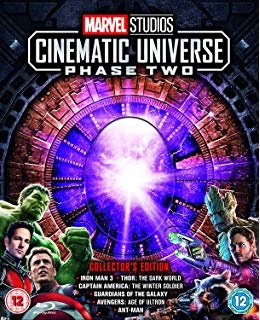 MARVEL STUDIOS
CINEMATIC UNIVERSE
PHASE TWO
COLLECTOR'S EDITION
· IRON MAN 3 · THOR: THE DARK WORLD
· CAPTAIN AMERICA: THE WINTER SOLDIER
· GUARDIANS OF THE GALAXY
· AVENGERS: AGE OF ULTRON
· ANT-MAN
12
12